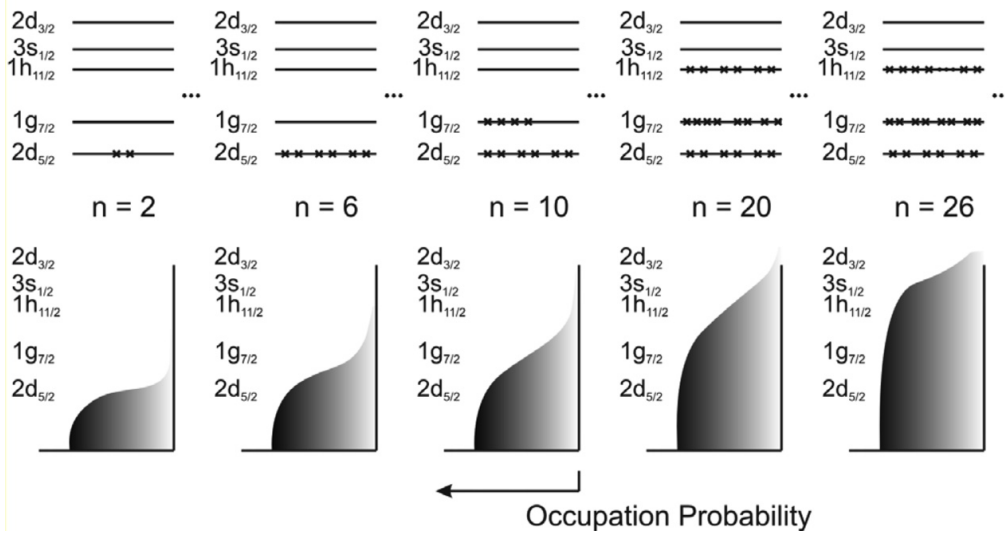 2d3/2 2d3/2 2d3/2 2d3/2 2d3/2
3s1/2 3s1/2 3s1/2 3s1/2 3s1/2
1h11/2 1h11/2 1h11/2 1h11/2 1h11/2
... ... ... ... ..
1g7/2 1g7/2 1g7/2 1g7/2 1g7/2
2d5/2 2d5/2 2d5/2 2d5/2 2d5/2
n = 2 n = 6 n = 10 n = 20 n = 26
2d3/2 2d3/2 2d3/2 2d3/2 2d3/2
3s1/2 3s1/2 3s1/2 3s1/2 3s1/2
1h11/2 1h11/2 1h11/2 1h11/2 1h11/2
1g7/2 1g7/2 1g7/2 1g7/2 1g7/2
2d5/2 2d5/2 2d5/2 2d5/2 2d5/2
Occupation Probability